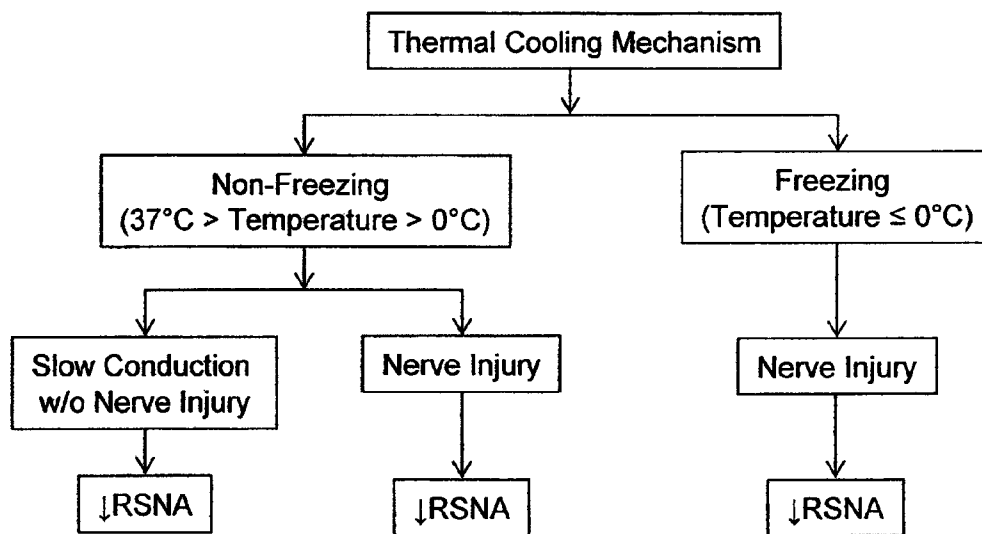 Thermal Cooling Mechanism
Non-Freezing
(37°C > Temperature > 0°C)
Freezing
(Temperature ≤ 0°C)
Slow Conduction
w/o Nerve Injury
Nerve Injury
Nerve Injury
↓RSNA
↓RSNA
↓RSNA